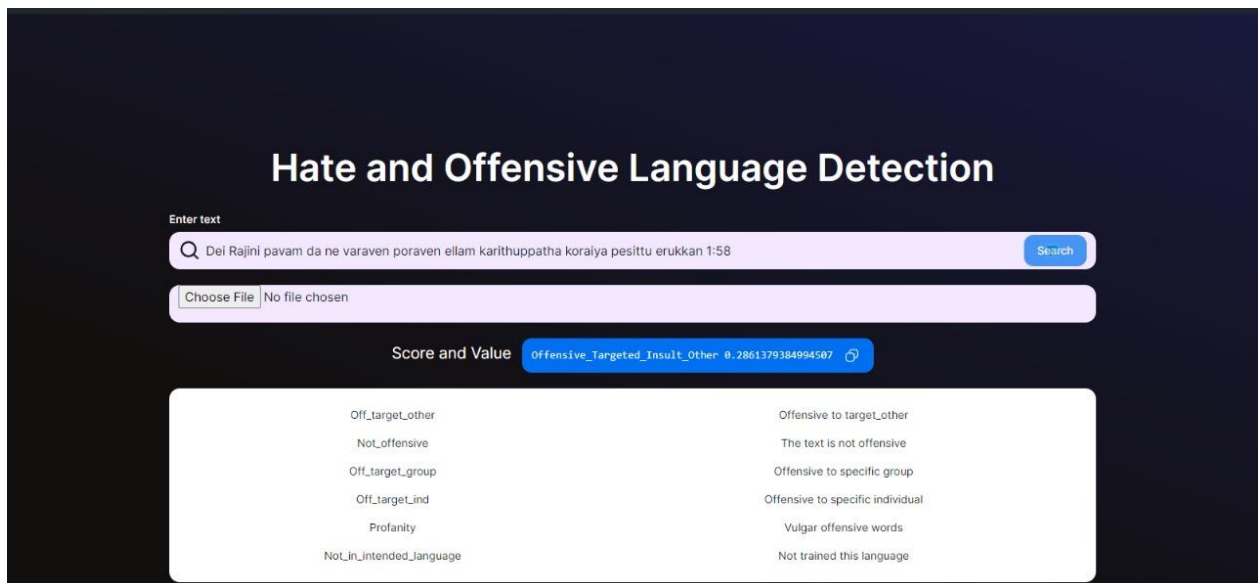 Hate and Offensive Language Detection
Enter text
Dei Rajini pavam da ne varaven poraven ellam karithuppatha koraiya pesittu erukkan 1:58
Search
Choose File No file chosen
Score and Value Offensive_Targeted_Insult_Other 0.2861379384994507
Off_target_other Offensive to target_other
Not_offensive The text is not offensive
Off_target_group Offensive to specific group
Off_target_ind Offensive to specific individual
Profanity Vulgar offensive words
Not_in_intended_language Not trained this language